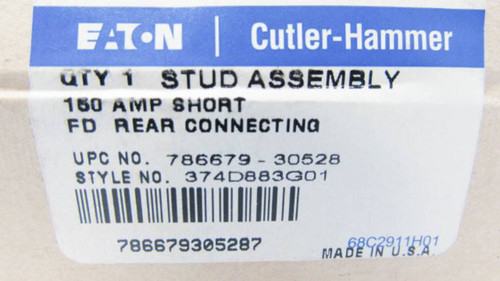 EATON | Cutler-Hammer
QTY 1 STUD ASSEMBLY
150 AMP SHORT
FD REAR CONNECTING
UPC NO. 786679-30528
STYLE NO. 374D883G01
786679305287
68C2911H01
MADE IN U.S.A.